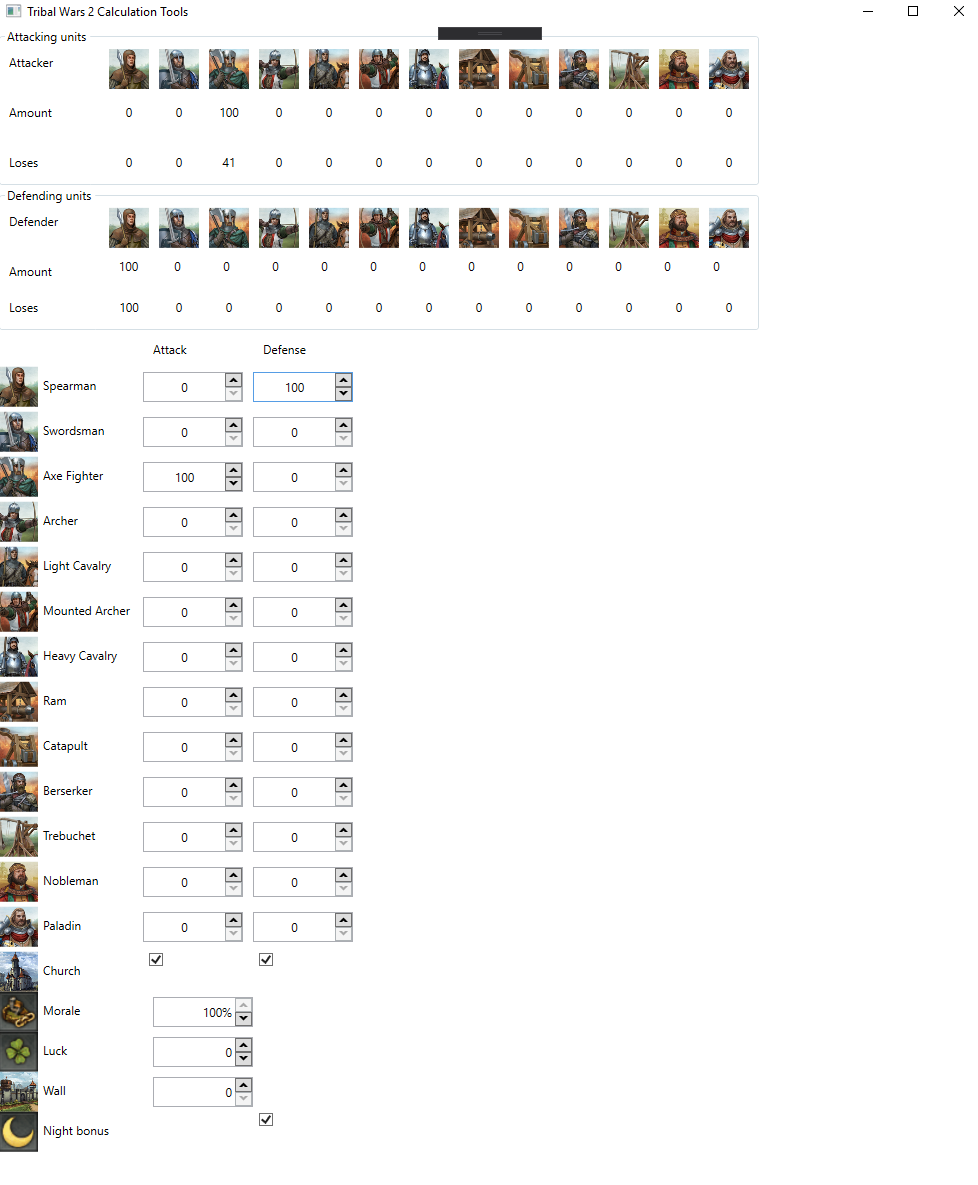 Tribal Wars 2 Calculation Tools
Attacking units
Attacker
Amount 0 0 100 0 0 0 0 0 0 0 0 0 0
Loses 0 0 41 0 0 0 0 0 0 0 0 0 0
Defending units
Defender
Amount 100 0 0 0 0 0 0 0 0 0 0 0 0
Loses 100 0 0 0 0 0 0 0 0 0 0 0 0
Attack Defense
Spearman 0 100
Swordsman 0 0
Axe Fighter 100 0
Archer 0 0
Light Cavalry 0 0
Mounted Archer 0 0
Heavy Cavalry 0 0
Ram 0 0
Catapult 0 0
Berserker 0 0
Trebuchet 0 0
Nobleman 0 0
Paladin 0 0
Church
Morale 100%
Luck 0
Wall 0
Night bonus